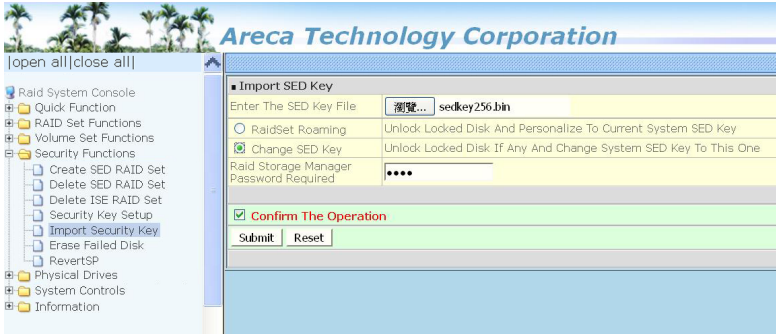 Areca Technology Corporation
|open all|close all|
Raid System Console
Quick Function
RAID Set Functions
Volume Set Functions
Security Functions
Create SED RAID Set
Delete SED RAID Set
Delete ISE RAID Set
Security Key Setup
Import Security Key
Erase Failed Disk
RevertSP
Physical Drives
System Controls
Information
Import SED Key
Enter The SED Key File 瀏覽... sedkey256.bin
RaidSet Roaming Unlock Locked Disk And Personalize To Current System SED Key
Change SED Key Unlock Locked Disk If Any And Change System SED Key To This One
Raid Storage Manager
Password Required ••••
Confirm The Operation
Submit Reset